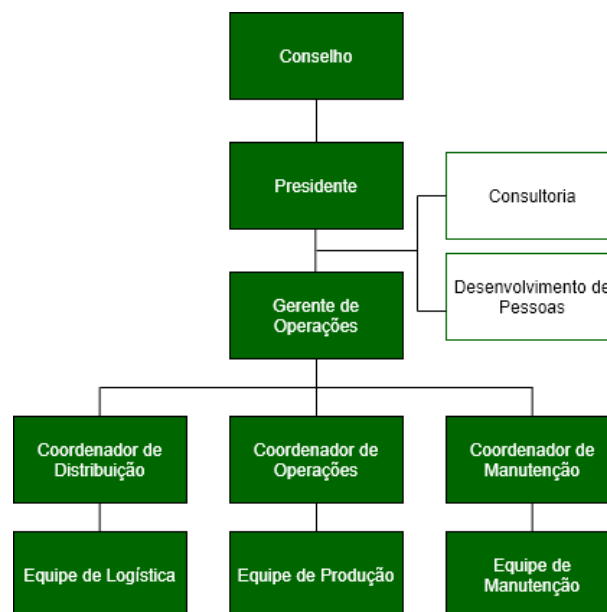 Conselho
Presidente
Consultoria
Desenvolvimento de
Pessoas
Gerente de
Operações
Coordenador de
Distribuição
Coordenador de
Operações
Coordenador de
Manutenção
Equipe de Logística
Equipe de Produção
Equipe de
Manutenção